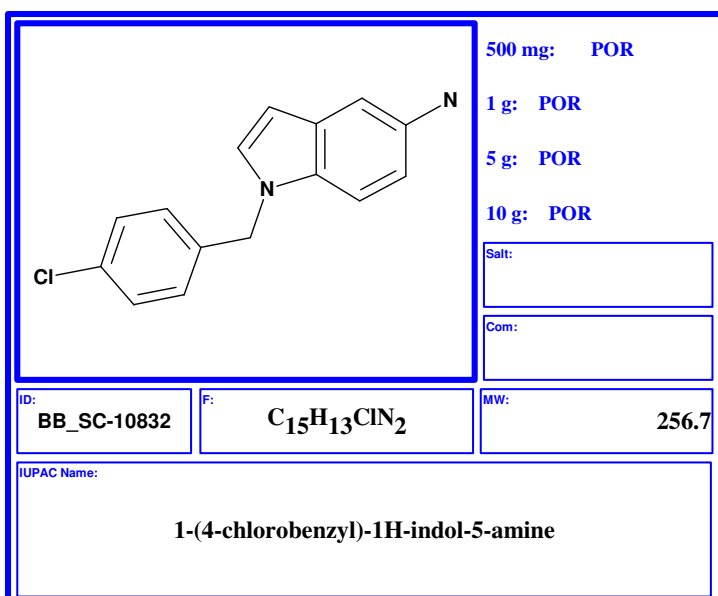 500 mg: POR
1 g: POR
5 g: POR
10 g: POR
N
N
Cl
Salt:
Com:
ID:
BB_SC-10832
F:
C15H13ClN2
MW:
256.7
IUPAC Name:
1-(4-chlorobenzyl)-1H-indol-5-amine